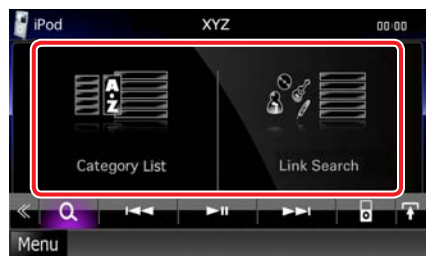 iPod XYZ 00:00
A
Z
Category List Link Search
Menu